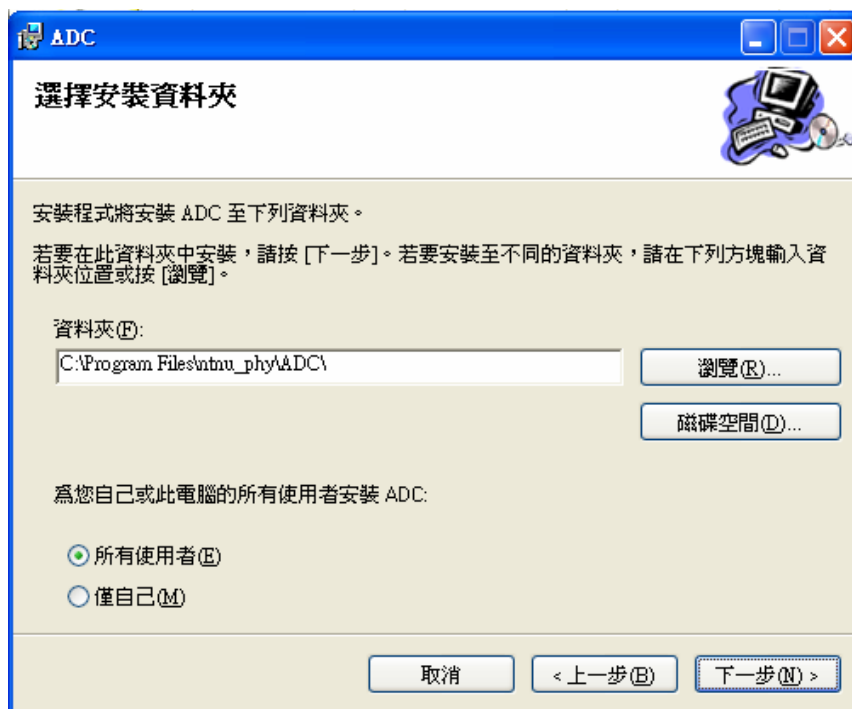 ADC
選擇安裝資料夾
安裝程式將安裝 ADC 至下列資料夾。
若要在此資料夾中安裝，請按 [下一步]。若要安裝至不同的資料夾，請在下列方塊輸入資
料夾位置或按 [瀏覽]。
資料夾(F):
C:\Program Files\ntnu_phy\ADC\
瀏覽(R)...
磁碟空間(D)...
為您自己或此電腦的所有使用者安裝 ADC:
所有使用者(E)
僅自己(M)
取消
< 上一步(B)
下一步(N) >